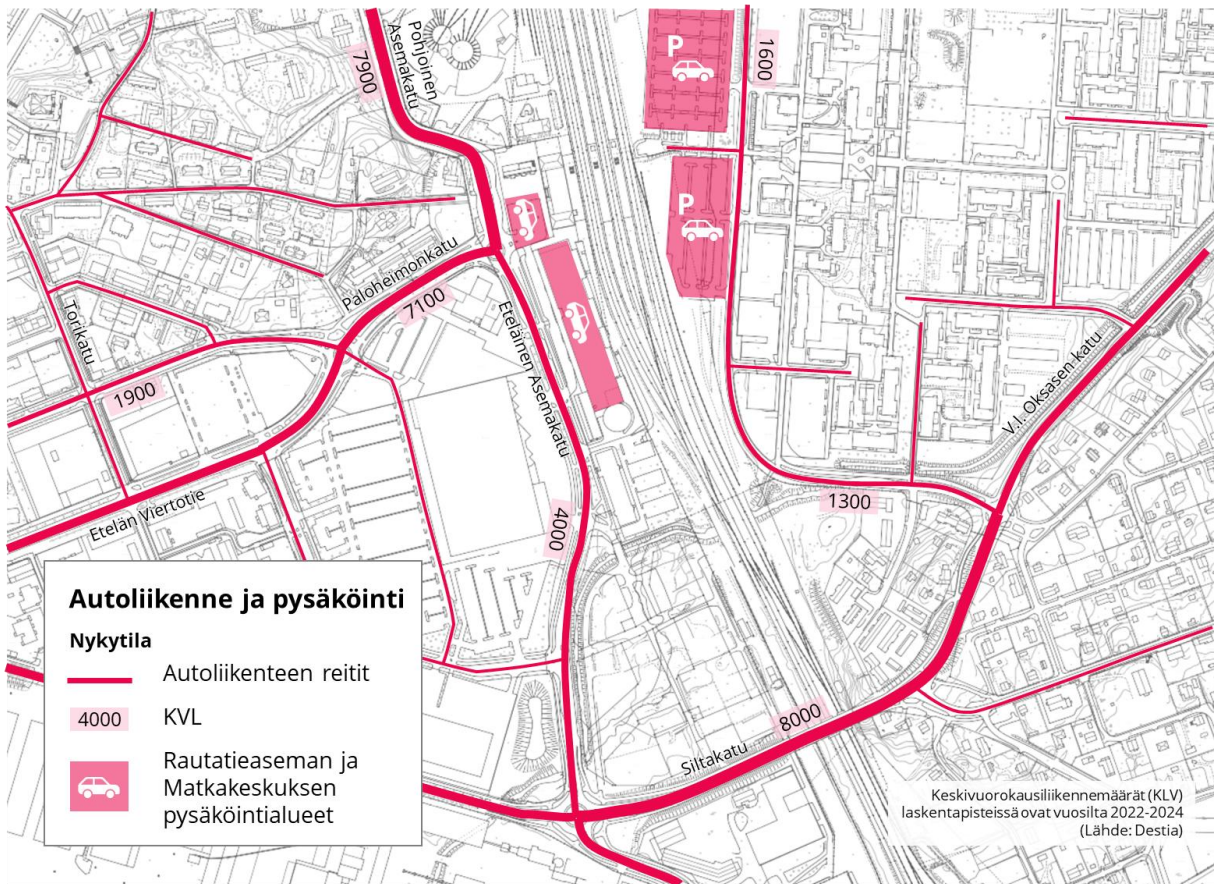 7900
Pohjoinen
Asemakatu
P
1600
P
Paloheimonkatu
7100
Eteläinen Asemakatu
Torikatu
1900
V.I. Oksasen katu
1300
Etelän Viertotie
4000
Autoliikenne ja pysäköinti
Nykytila
Autoliikenteen reitit
4000 KVL
Rautatieaseman ja
Matkakeskuksen
pysäköintialueet
8000
Siltakatu
Keskivuorokausiliikennemäärät (KLV)
laskentapisteissä ovat vuosilta 2022-2024
(Lähde: Destia)